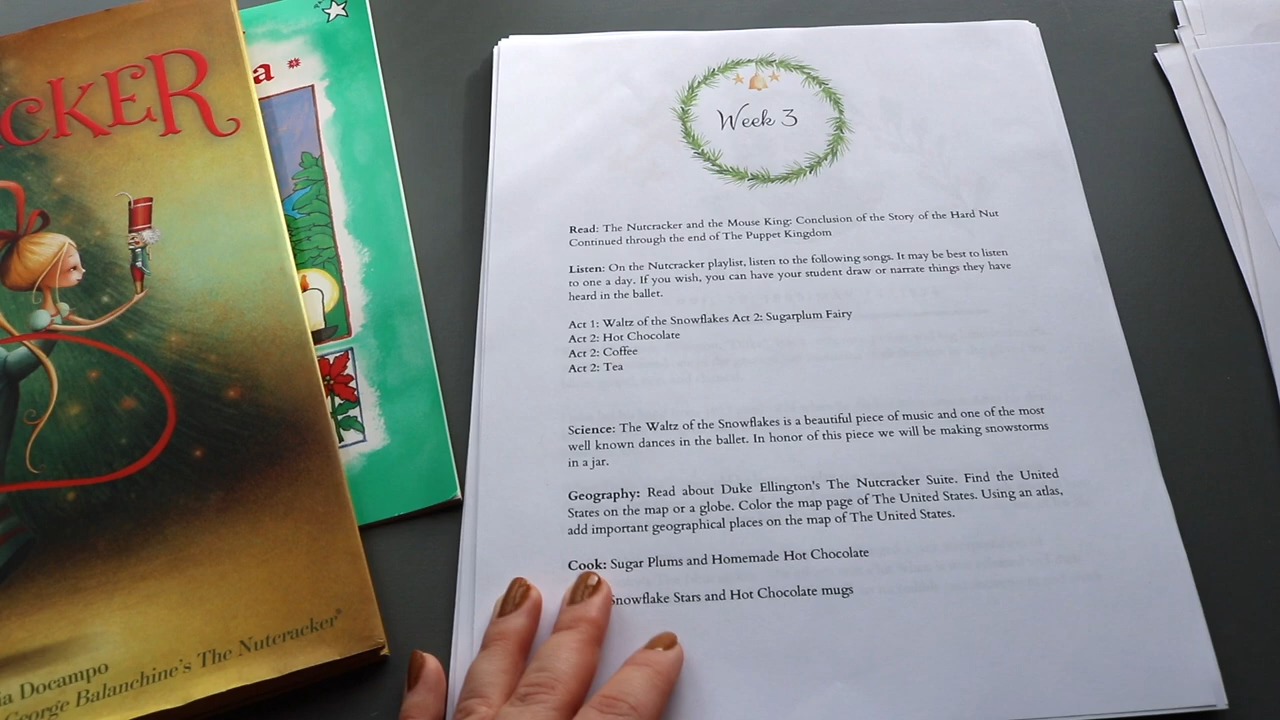 CKER
ia Docampo
George Balanchine's The Nutcracker®
a
Week 3
Read: The Nutcracker and the Mouse King: Conclusion of the Story of the Hard Nut
Continued through the end of The Puppet Kingdom
Listen: On the Nutcracker playlist, listen to the following songs. It may be best to listen
to one a day. If you wish, you can have your student draw or narrate things they have
heard in the ballet.
Act 1: Waltz of the Snowflakes Act 2: Sugarplum Fairy
Act 2: Hot Chocolate
Act 2: Coffee
Act 2: Tea
Science: The Waltz of the Snowflakes is a beautiful piece of music and one of the most
well known dances in the ballet. In honor of this piece we will be making snowstorms
in a jar.
Geography: Read about Duke Ellington's The Nutcracker Suite. Find the United
States on the map or a globe. Color the map page of The United States. Using an atlas,
add important geographical places on the map of The United States.
Cook: Sugar Plums and Homemade Hot Chocolate
Snowflake Stars and Hot Chocolate mugs